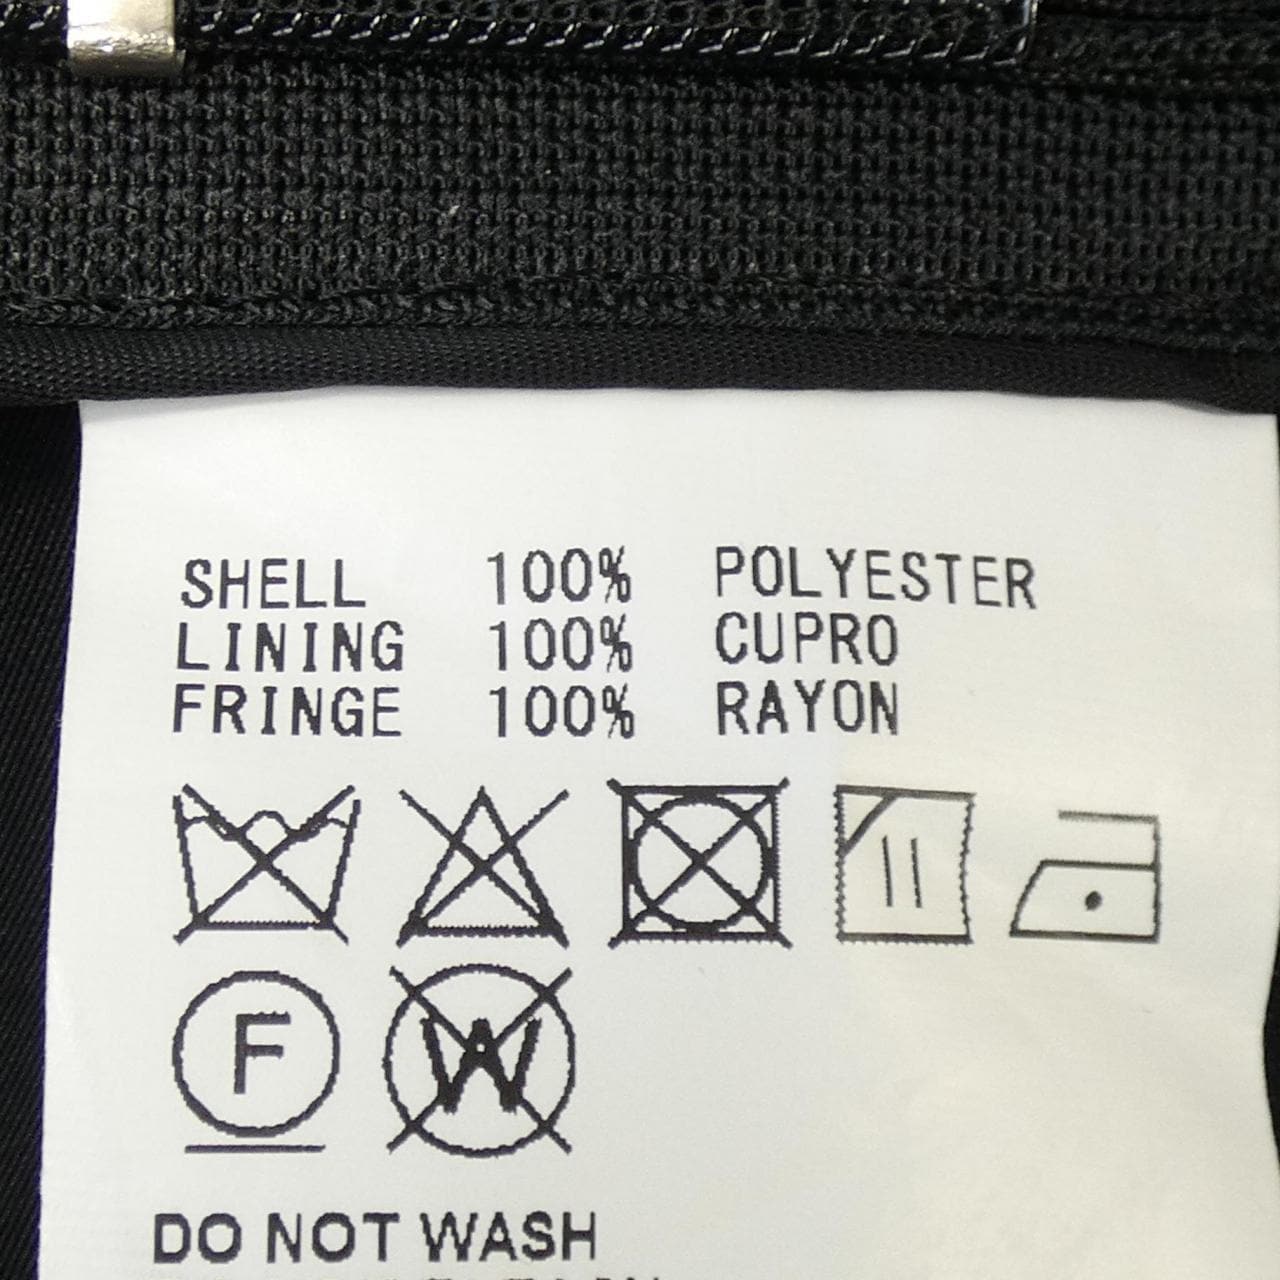 SHELL 100% POLYESTER
LINING 100% CUPRO
FRINGE 100% RAYON
F W
DO NOT WASH